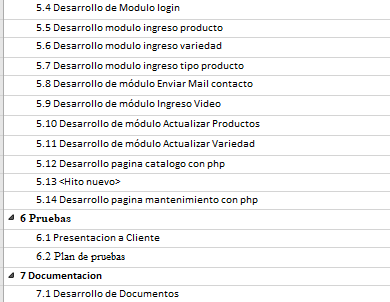 5.4 Desarrollo de Modulo login
5.5 Desarrollo modulo ingreso producto
5.6 Desarrollo modulo ingreso variedad
5.7 Desarrollo modulo ingreso tipo producto
5.8 Desarrollo de módulo Enviar Mail contacto
5.9 Desarrollo de módulo Ingreso Video
5.10 Desarrollo de módulo Actualizar Productos
5.11 Desarrollo de módulo Actualizar Variedad
5.12 Desarrollo pagina catalogo con php
5.13 <Hito nuevo>
5.14 Desarrollo pagina mantenimiento con php
6 Pruebas
6.1 Presentacion a Cliente
6.2 Plan de pruebas
7 Documentacion
7.1 Desarrollo de Documentos